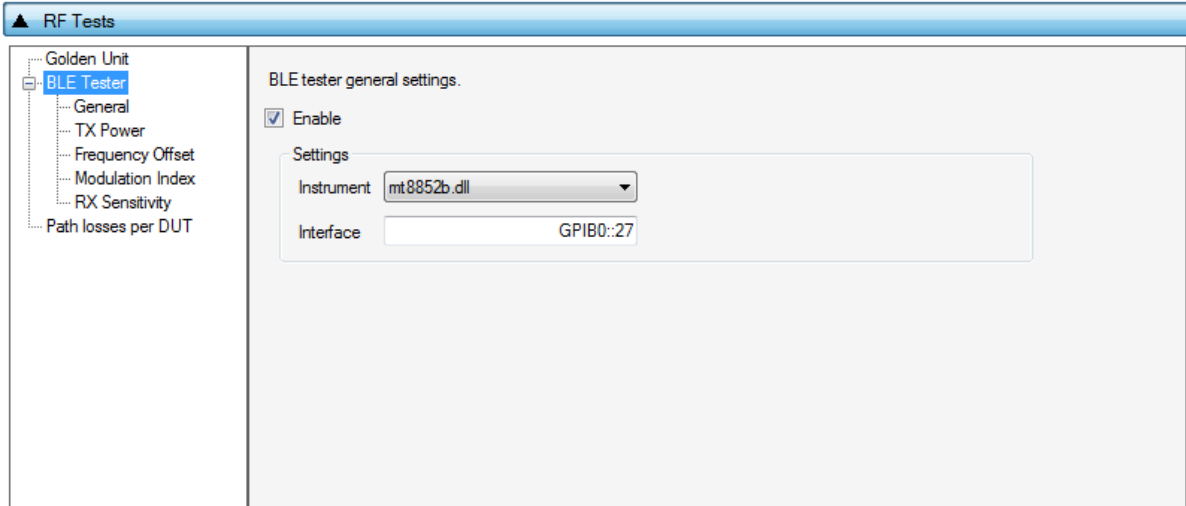 RF Tests
Golden Unit
BLE Tester
General
TX Power
Frequency Offset
Modulation Index
RX Sensitivity
Path losses per DUT
BLE tester general settings.
Enable
Settings
Instrument mt8852b.dll
Interface GPIB0::27